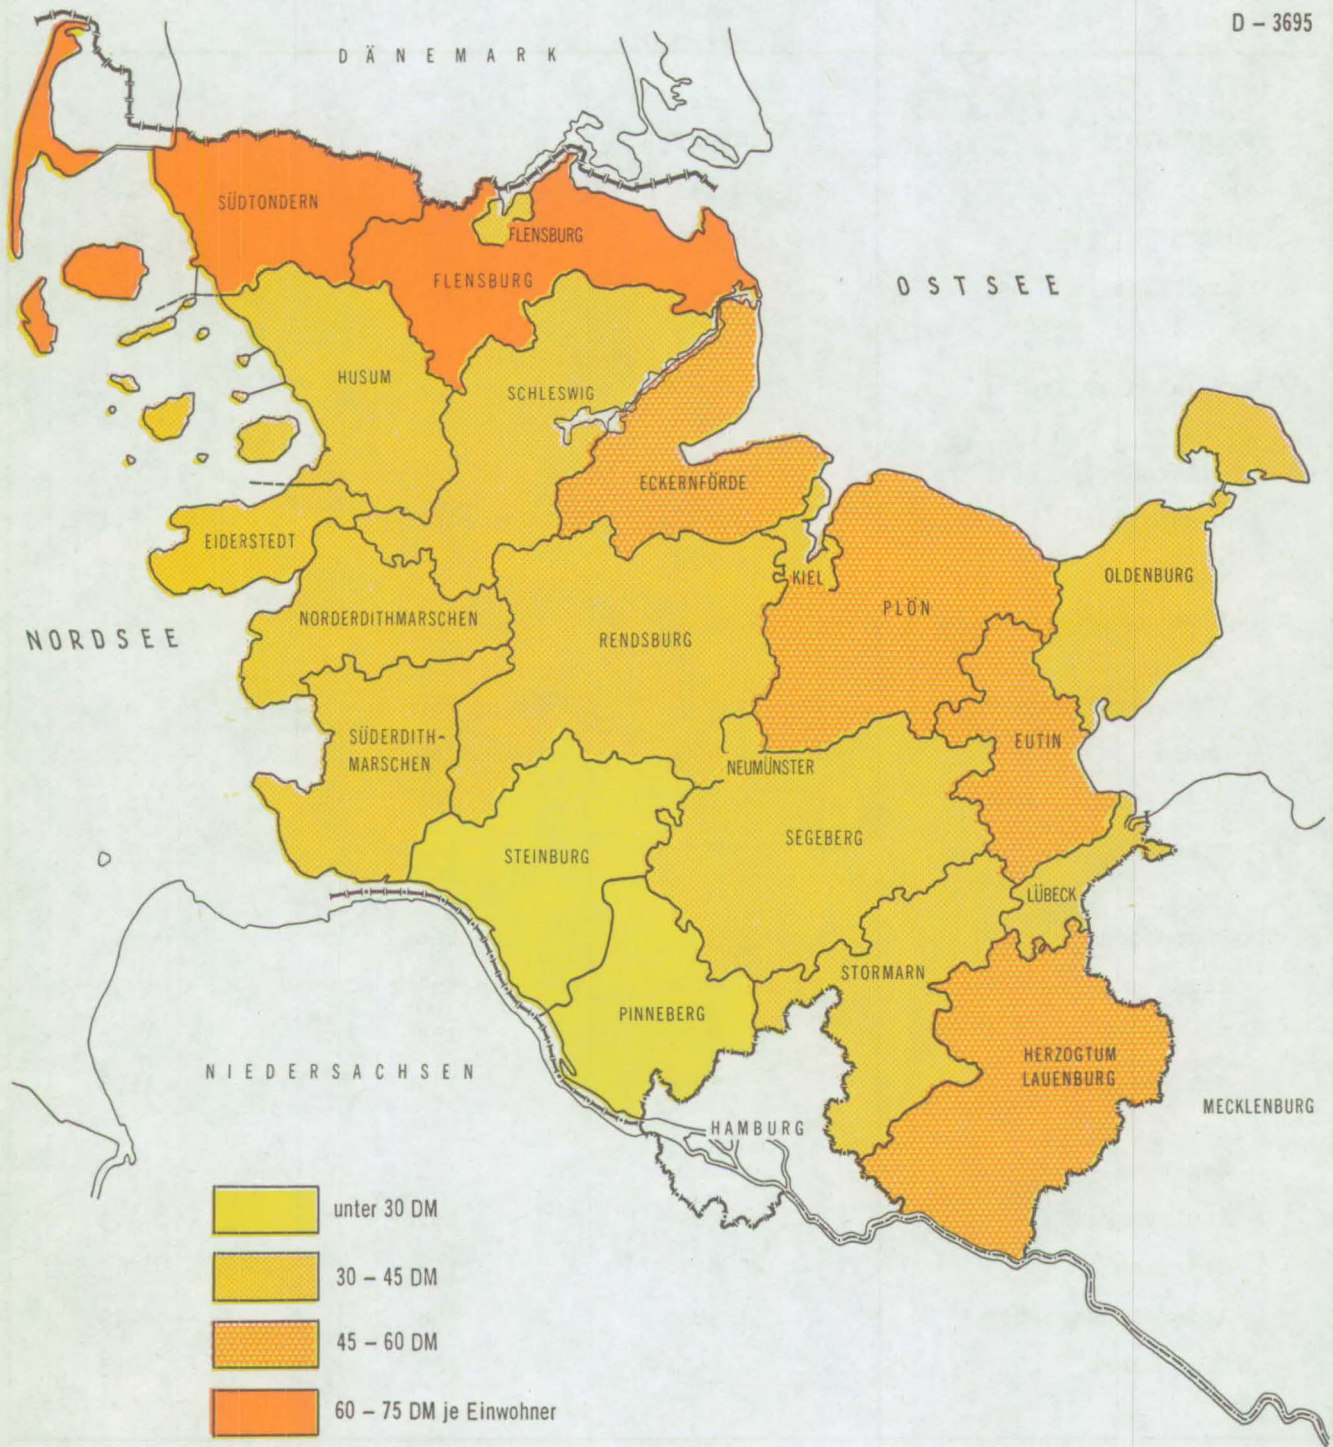 D – 3695
DÄNEMARK
SÜDTONDERN
FLENSBURG
FLENSBURG
OSTSEE
HUSUM
SCHLESWIG
ECKERNFÖRDE
EIDERSTEDT
KIEL
OLDENBURG
PLÖN
NORDERDITHMARSCHEN
NORDSEE
RENDSBURG
SÜDERDITH-
MARSCHEN
EUTIN
NEUMÜNSTER
SEGEBERG
STEINBURG
LÜBECK
STORMARN
PINNEBERG
HERZOGTUM
LAUENBURG
NIEDERSACHSEN
MECKLENBURG
HAMBURG
unter 30 DM
30 – 45 DM
45 – 60 DM
60 – 75 DM je Einwohner